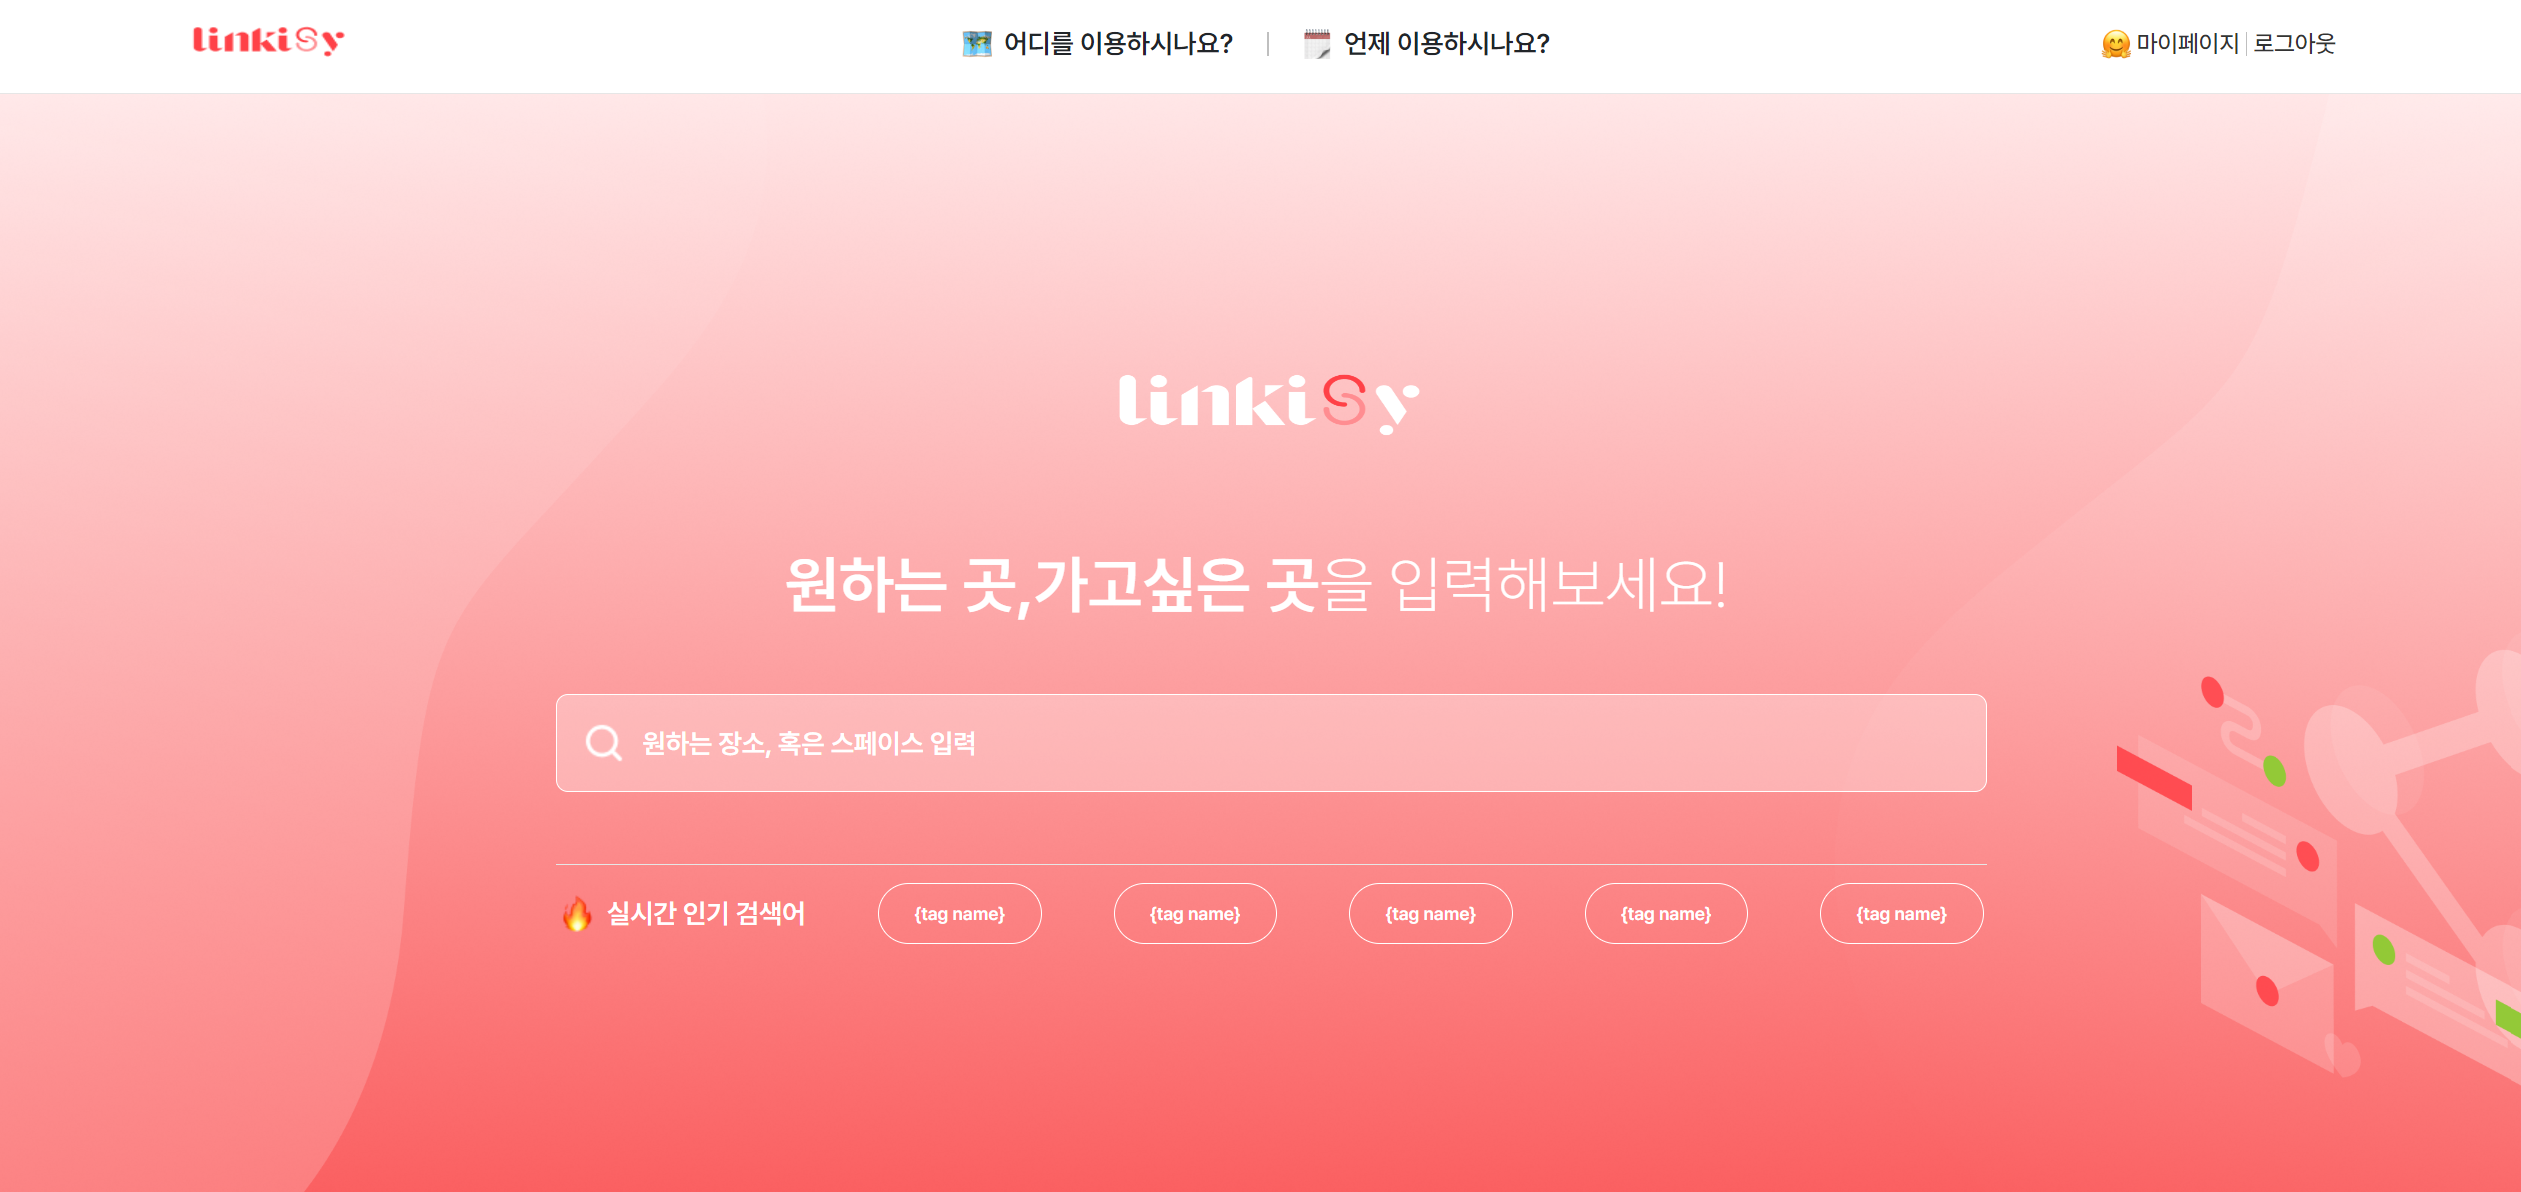 linkisy
어디를 이용하시나요? 언제 이용하시나요?
마이페이지 로그아웃
linkisy
원하는 곳,가고싶은 곳을 입력해보세요!
원하는 장소, 혹은 스페이스 입력
실시간 인기 검색어 {tag name} {tag name} {tag name} {tag name} {tag name}